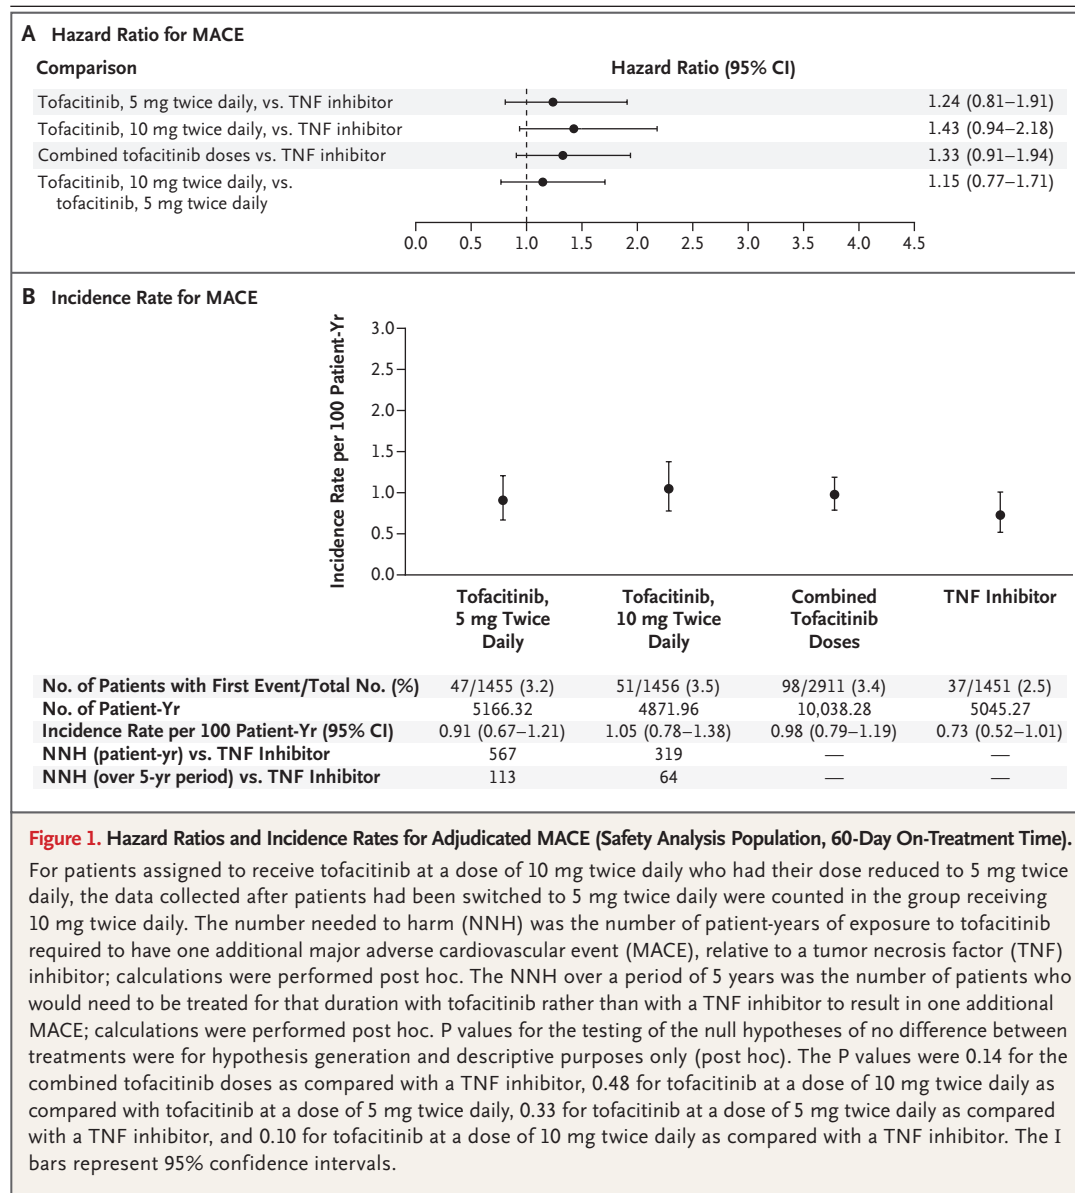 A Hazard Ratio for MACE
Comparison Hazard Ratio (95% CI)
Tofacitinib, 5 mg twice daily, vs. TNF inhibitor 1.24 (0.81–1.91)
Tofacitinib, 10 mg twice daily, vs. TNF inhibitor 1.43 (0.94–2.18)
Combined tofacitinib doses vs. TNF inhibitor 1.33 (0.91–1.94)
Tofacitinib, 10 mg twice daily, vs. 1.15 (0.77–1.71)
tofacitinib, 5 mg twice daily
0.0 0.5 1.0 1.5 2.0 2.5 3.0 3.5 4.0 4.5
B Incidence Rate for MACE
Incidence Rate per 100 Patient-Yr
3.0
2.5
2.0
1.5
1.0
0.5
0.0
Tofacitinib, Tofacitinib, Combined TNF Inhibitor
5 mg Twice 10 mg Twice Tofacitinib
Daily Daily Doses
No. of Patients with First Event/Total No. (%) 47/1455 (3.2) 51/1456 (3.5) 98/2911 (3.4) 37/1451 (2.5)
No. of Patient-Yr 5166.32 4871.96 10,038.28 5045.27
Incidence Rate per 100 Patient-Yr (95% CI) 0.91 (0.67–1.21) 1.05 (0.78–1.38) 0.98 (0.79–1.19) 0.73 (0.52–1.01)
NNH (patient-yr) vs. TNF Inhibitor 567 319 — —
NNH (over 5-yr period) vs. TNF Inhibitor 113 64 — —
Figure 1. Hazard Ratios and Incidence Rates for Adjudicated MACE (Safety Analysis Population, 60-Day On-Treatment Time).
For patients assigned to receive tofacitinib at a dose of 10 mg twice daily who had their dose reduced to 5 mg twice
daily, the data collected after patients had been switched to 5 mg twice daily were counted in the group receiving
10 mg twice daily. The number needed to harm (NNH) was the number of patient-years of exposure to tofacitinib
required to have one additional major adverse cardiovascular event (MACE), relative to a tumor necrosis factor (TNF)
inhibitor; calculations were performed post hoc. The NNH over a period of 5 years was the number of patients who
would need to be treated for that duration with tofacitinib rather than with a TNF inhibitor to result in one additional
MACE; calculations were performed post hoc. P values for the testing of the null hypotheses of no difference between
treatments were for hypothesis generation and descriptive purposes only (post hoc). The P values were 0.14 for the
combined tofacitinib doses as compared with a TNF inhibitor, 0.48 for tofacitinib at a dose of 10 mg twice daily as
compared with tofacitinib at a dose of 5 mg twice daily, 0.33 for tofacitinib at a dose of 5 mg twice daily as compared
with a TNF inhibitor, and 0.10 for tofacitinib at a dose of 10 mg twice daily as compared with a TNF inhibitor. The I
bars represent 95% confidence intervals.